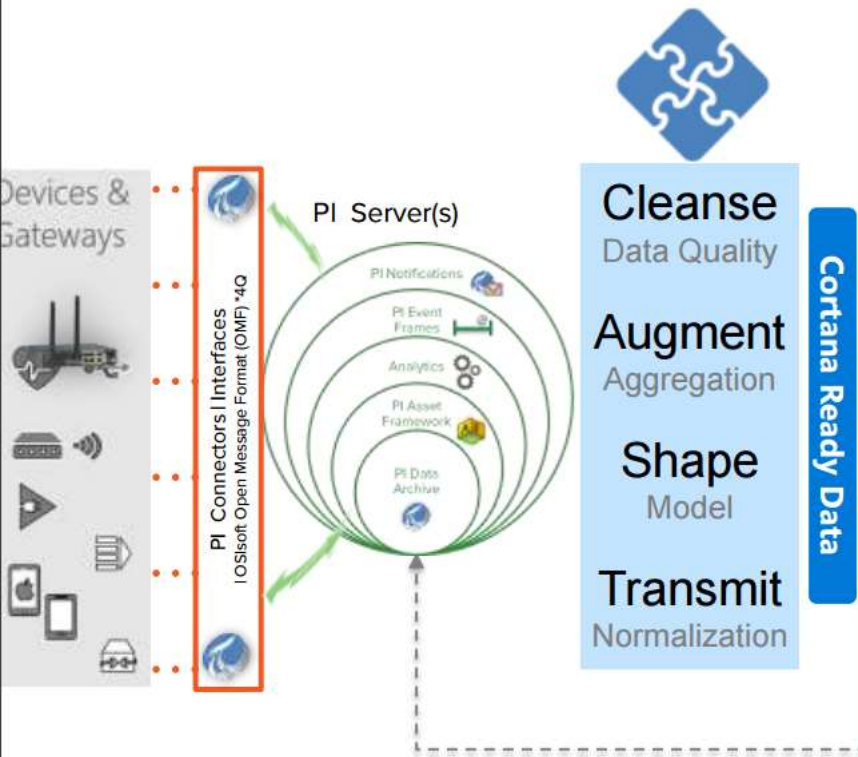 Devices &
Gateways
PI Connectors I Interfaces
I OSIsoft Open Message Format (OMF) *4Q
PI Server(s)
PI Notifications
PI Event
Frames
Analytics
PI Asset
Framework
PI Data
Archive
Cleanse
Data Quality
Augment
Aggregation
Shape
Model
Transmit
Normalization
Cortana Ready Data